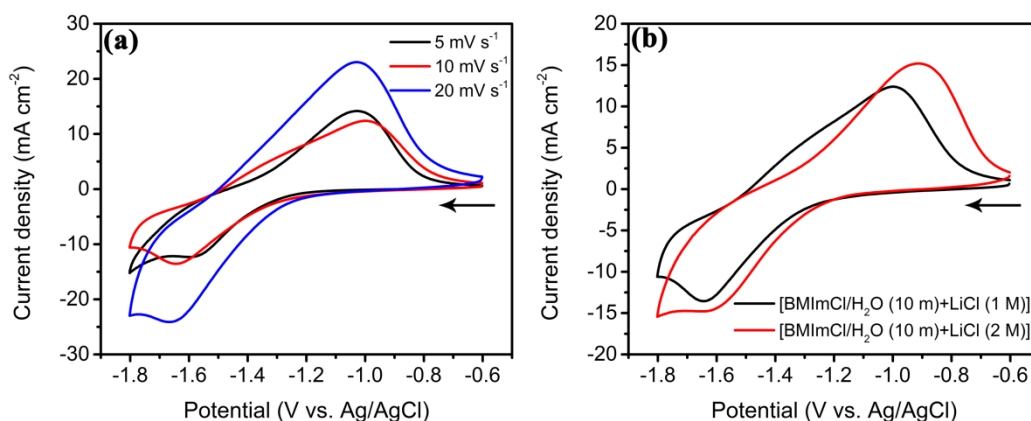 (a)
5 mV s⁻¹
10 mV s⁻¹
20 mV s⁻¹
30
20
10
0
-10
-20
-30
Current density (mA cm⁻²)
-1.8 -1.6 -1.4 -1.2 -1.0 -0.8 -0.6
Potential (V vs. Ag/AgCl)
(b)
20
15
10
5
0
-5
-10
-15
-20
Current density (mA cm⁻²)
[BMImCl/H₂O (10 m)+LiCl (1 M)]
[BMImCl/H₂O (10 m)+LiCl (2 M)]
-1.8 -1.6 -1.4 -1.2 -1.0 -0.8 -0.6
Potential (V vs. Ag/AgCl)